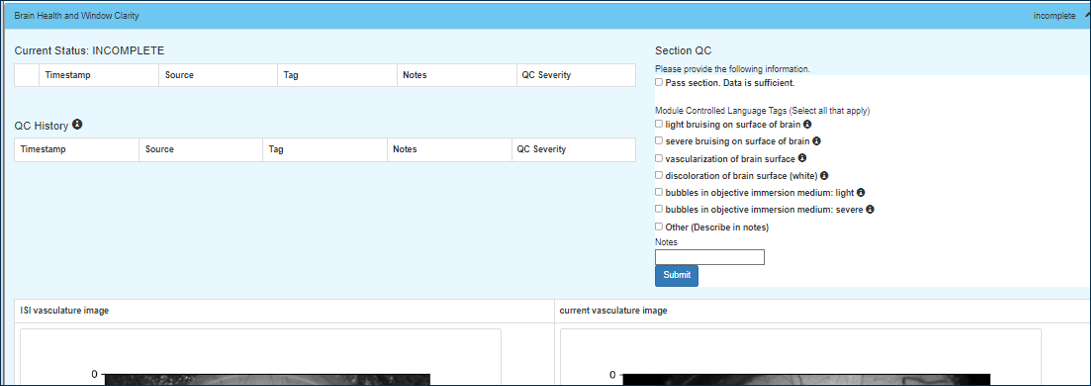 Brain Health and Window Clarity incomplete
Current Status: INCOMPLETE
Timestamp Source Tag Notes QC Severity
QC History
Timestamp Source Tag Notes QC Severity
Section QC
Please provide the following information.
Pass section. Data is sufficient.
Module Controlled Language Tags (Select all that apply)
light bruising on surface of brain
severe bruising on surface of brain
vascularization of brain surface
discoloration of brain surface (white)
bubbles in objective immersion medium: light
bubbles in objective immersion medium: severe
Other (Describe in notes)
Notes
Submit
ISI vasculature image current vasculature image
0 0